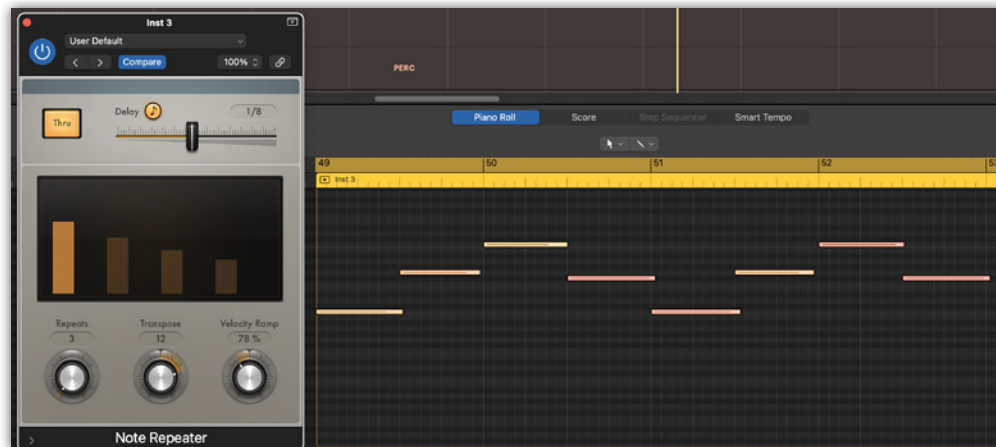 Inst 3
User Default
Compare
100%
PERC
Thru
Delay
1/8
Piano Roll
Score
Step Sequencer
Smart Tempo
49
50
51
52
53
Inst 3
Repeats
Transpose
Velocity Ramp
3
12
78 %
Note Repeater